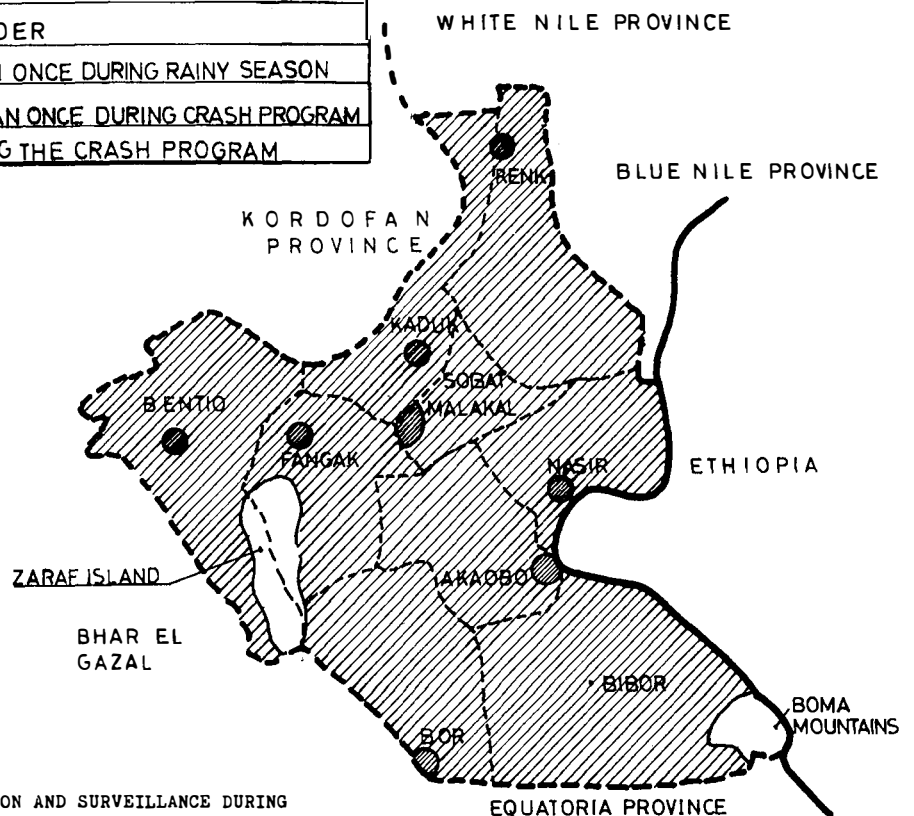 DER
WHITE NILE PROVINCE
ONCE DURING RAINY SEASON
AN ONCE DURING CRASH PROGRAM
G THE CRASH PROGRAM
RENK
BLUE NILE PROVINCE
KORDOFAN
PROVINCE
KADUK
SOBAT
MALAKAL
BENTIO
FANGAK
NASIR
ETHIOPIA
ZARAF ISLAND
AKAOBO
BHAR EL
GAZAL
BIBOR
BOMA
MOUNTAINS
BOR
ON AND SURVEILLANCE DURING
EQUATORIA PROVINCE